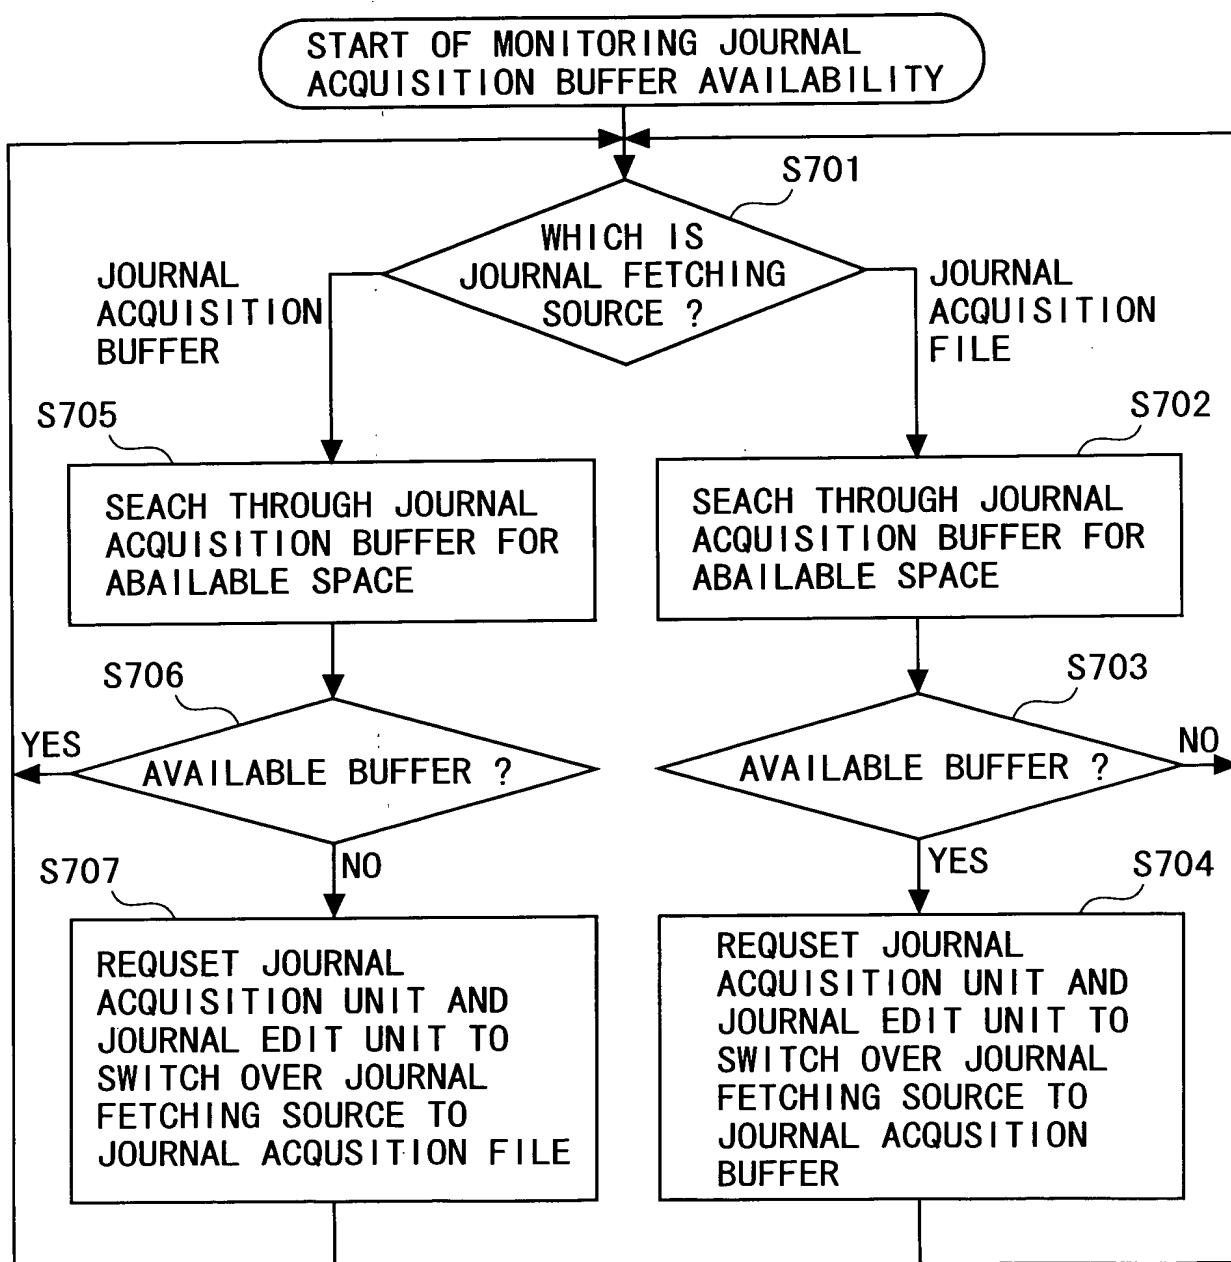 START OF MONITORING JOURNAL
ACQUISITION BUFFER AVAILABILITY
S701
WHICH IS
JOURNAL FETCHING
SOURCE ?
JOURNAL
ACQUISITION
BUFFER
JOURNAL
ACQUISITION
FILE
S705
SEACH THROUGH JOURNAL
ACQUISITION BUFFER FOR
ABAILABLE SPACE
S702
SEACH THROUGH JOURNAL
ACQUISITION BUFFER FOR
ABAILABLE SPACE
S706
YES
AVAILABLE BUFFER ?
NO
S703
NO
AVAILABLE BUFFER ?
YES
S707
REQUSET JOURNAL
ACQUISITION UNIT AND
JOURNAL EDIT UNIT TO
SWITCH OVER JOURNAL
FETCHING SOURCE TO
JOURNAL ACQUSITION FILE
S704
REQUSET JOURNAL
ACQUISITION UNIT AND
JOURNAL EDIT UNIT TO
SWITCH OVER JOURNAL
FETCHING SOURCE TO
JOURNAL ACQUSITION
BUFFER